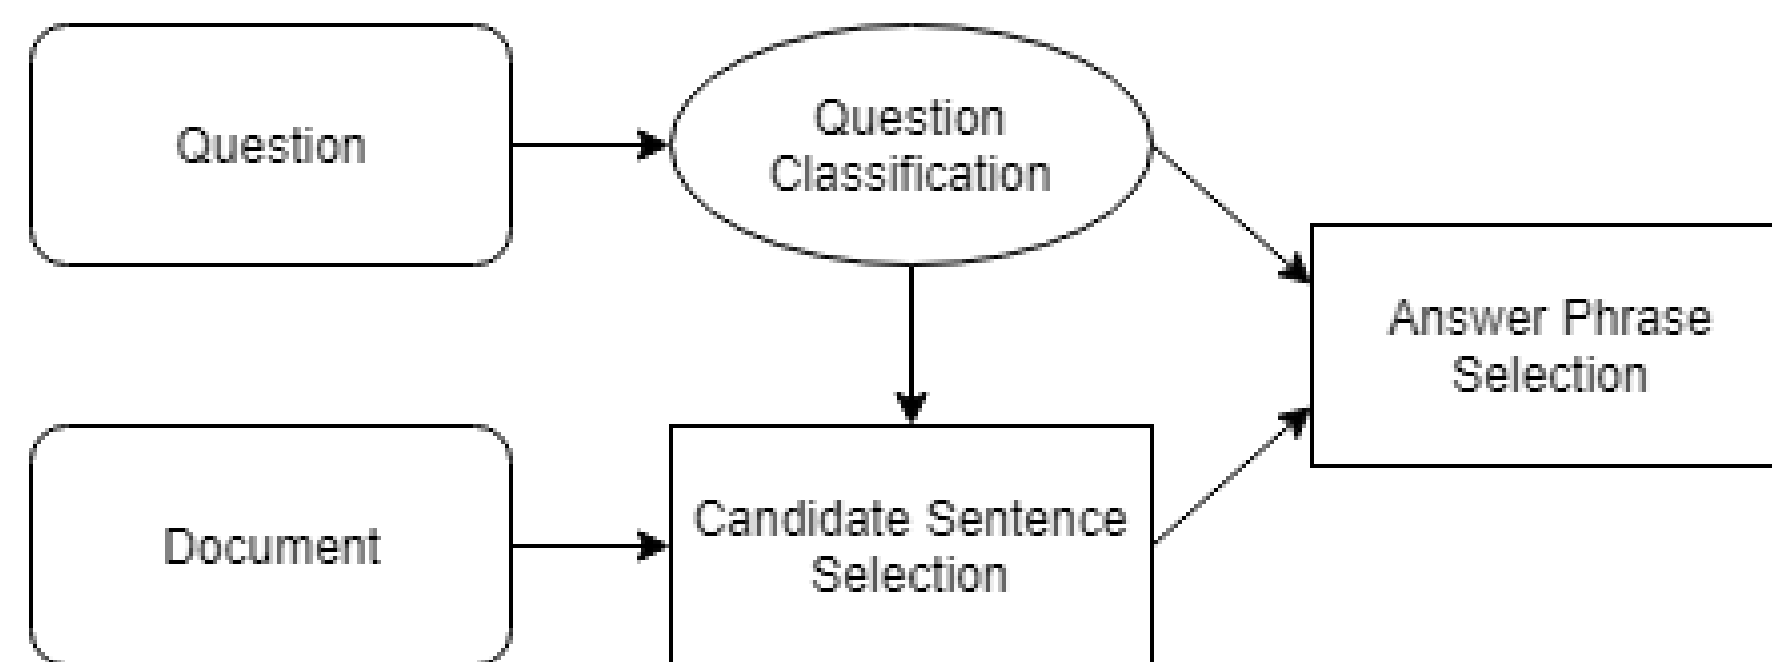 Question
Question
Classification
Answer Phrase
Selection
Document
Candidate Sentence
Selection